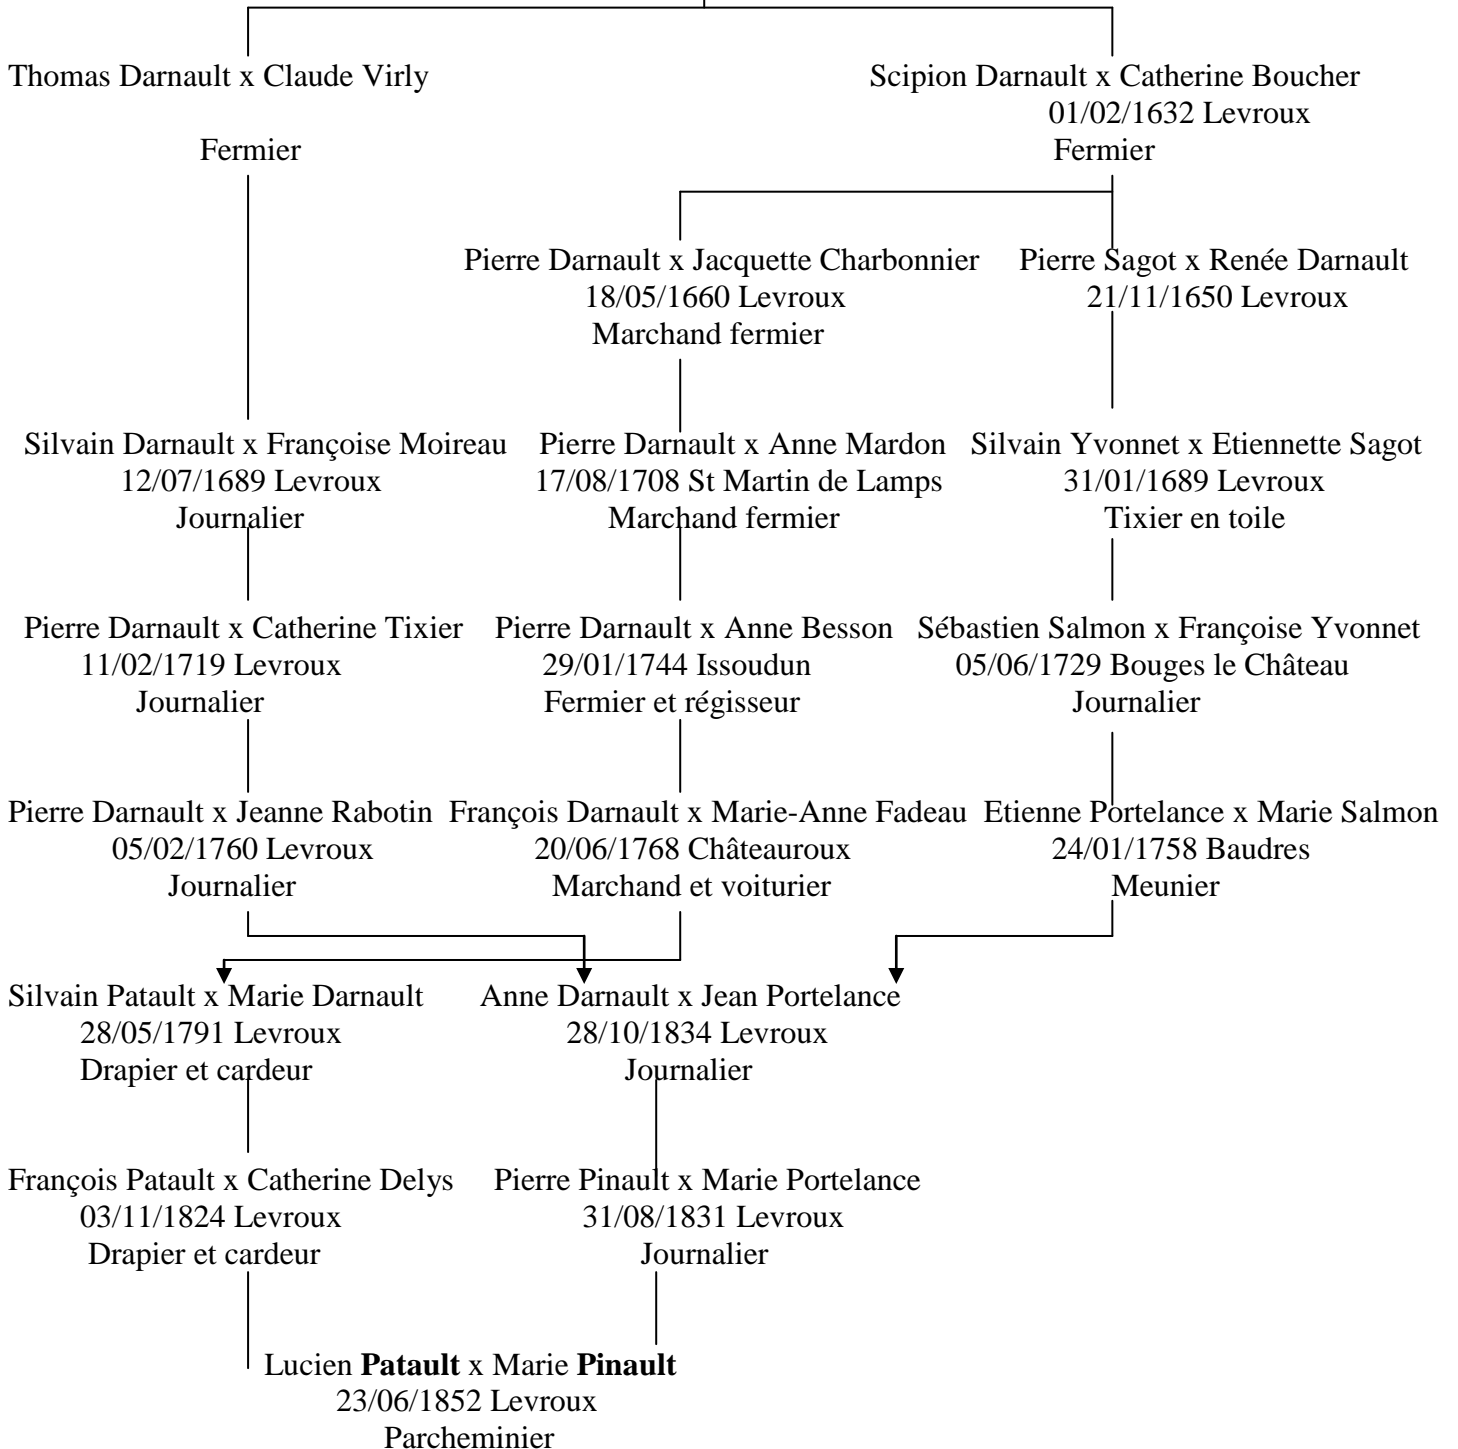 Thomas Darnault x Claude Virly
Fermier
Scipion Darnault x Catherine Boucher
01/02/1632 Levroux
Fermier
Pierre Darnault x Jacquette Charbonnier
18/05/1660 Levroux
Marchand fermier
Pierre Sagot x Renée Darnault
21/11/1650 Levroux
Silvain Darnault x Françoise Moireau
12/07/1689 Levroux
Journalier
Pierre Darnault x Anne Mardon
17/08/1708 St Martin de Lamps
Marchand fermier
Silvain Yvonnet x Etiennette Sagot
31/01/1689 Levroux
Tixier en toile
Pierre Darnault x Catherine Tixier
11/02/1719 Levroux
Journalier
Pierre Darnault x Anne Besson
29/01/1744 Issoudun
Fermier et régisseur
Sébastien Salmon x Françoise Yvonnet
05/06/1729 Bouges le Château
Journalier
Pierre Darnault x Jeanne Rabotin
05/02/1760 Levroux
Journalier
François Darnault x Marie-Anne Fadeau
20/06/1768 Châteauroux
Marchand et voiturier
Etienne Portelance x Marie Salmon
24/01/1758 Baudres
Meunier
Silvain Patault x Marie Darnault
28/05/1791 Levroux
Drapier et cardeur
Anne Darnault x Jean Portelance
28/10/1834 Levroux
Journalier
François Patault x Catherine Delys
03/11/1824 Levroux
Drapier et cardeur
Pierre Pinault x Marie Portelance
31/08/1831 Levroux
Journalier
Lucien Patault x Marie Pinault
23/06/1852 Levroux
Parcheminier